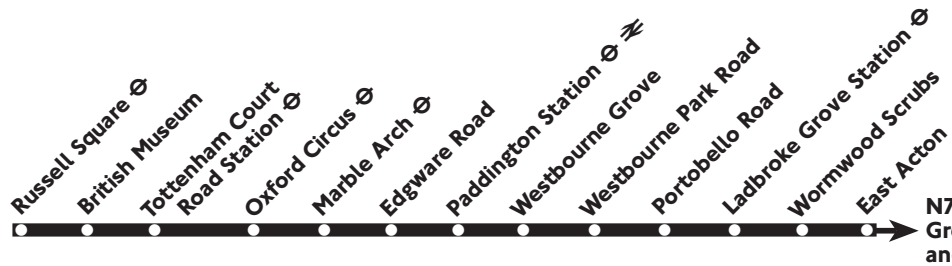 Russell Square
British Museum
Tottenham Court
Road Station
Oxford Circus
Marble Arch
Edgware Road
Paddington Station
Westbourne Grove
Westbourne Park Road
Portobello Road
Ladbroke Grove Station
Wormwood Scrubs
East Acton
N7
Gre
an